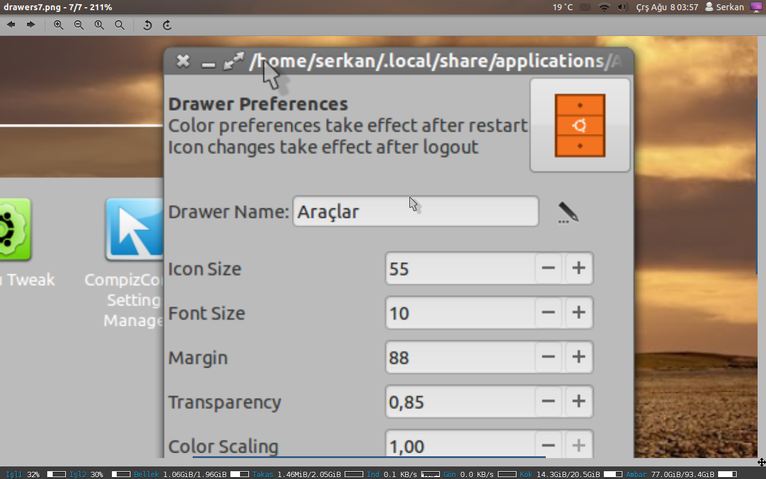 drawers7.png - 7/7 - 211%
19 °C
Çrş Ağu 8 03:57
Serkan
/home/serkan/.local/share/applications/A
Drawer Preferences
Color preferences take effect after restart
Icon changes take effect after logout
Drawer Name: Araçlar
Icon Size 55
Font Size 10
Margin 88
Transparency 0,85
Color Scaling 1,00
Tweak
CompizCon
Setting
Manage
İşl1 32% İşl2 30% Bellek 1.06GiB/1.96GiB Takas 1.46MiB/2.05GiB İnd 0.1 KB/s Gön 0.0 KB/s Kök 14.3GiB/20.5GiB Ambar 77.0GiB/93.4GiB